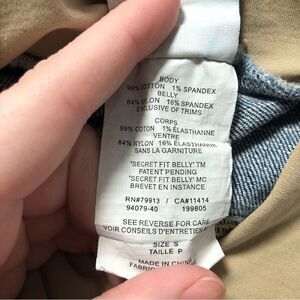 BODY
99% COTTON 1% SPANDEX
BELLY
84% NYLON 16% SPANDEX
EXCLUSIVE OF TRIMS
CORPS
99% COTON 1% ÉLASTHANNE
VENTRE
84% NYLON 16% ÉLASTHANNE
SANS LA GARNITURE
'SECRET FIT BELLY' TM
PATENT PENDING
'SECRET FIT BELLY' MC
BREVET EN INSTANCE
RN#79913 / CA#11414
94079-40 199805
SEE REVERSE FOR CARE
VOIR CONSEILS D'ENTRETIEN
SIZE S
TAILLE P
MADE IN CHINA